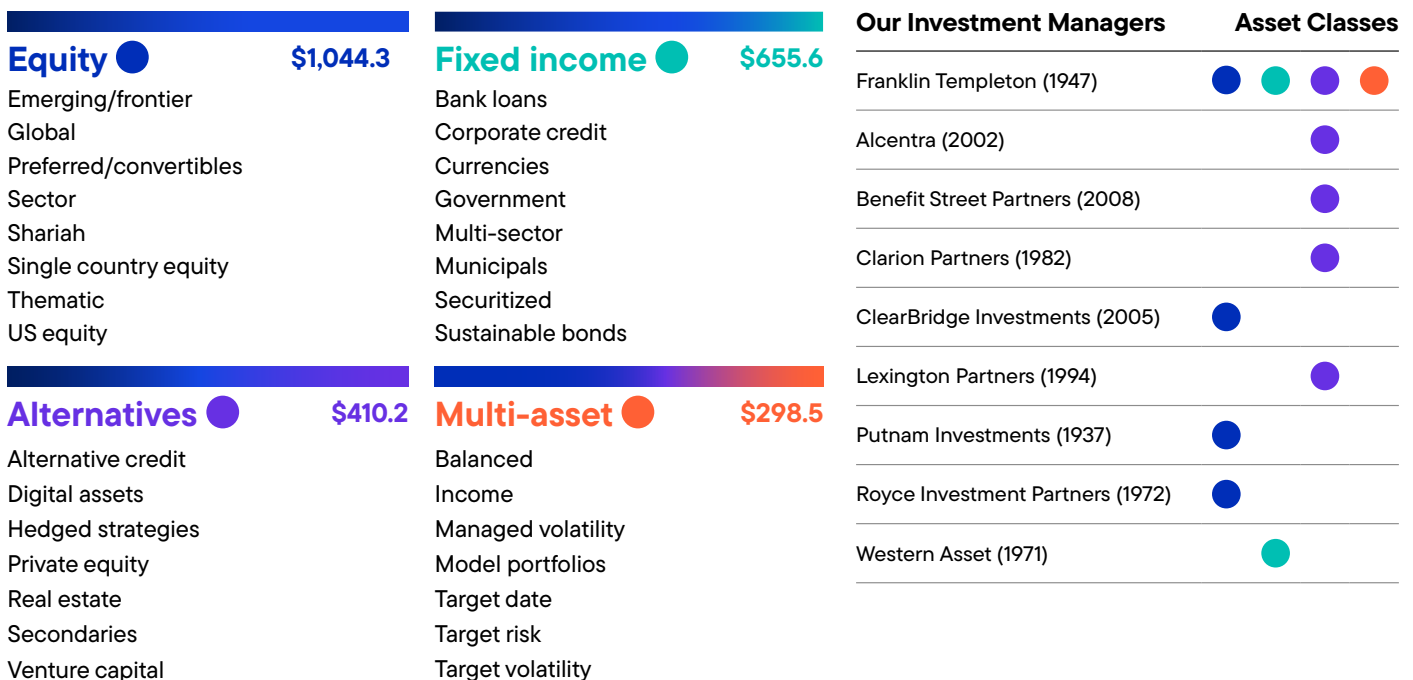 Equity $1,044.3
Emerging/frontier
Global
Preferred/convertibles
Sector
Shariah
Single country equity
Thematic
US equity
Fixed income $655.6
Bank loans
Corporate credit
Currencies
Government
Multi-sector
Municipals
Securitized
Sustainable bonds
Alternatives $410.2
Alternative credit
Digital assets
Hedged strategies
Private equity
Real estate
Secondaries
Venture capital
Multi-asset $298.5
Balanced
Income
Managed volatility
Model portfolios
Target date
Target risk
Target volatility
Our Investment Managers Asset Classes
Franklin Templeton (1947)
Alcentra (2002)
Benefit Street Partners (2008)
Clarion Partners (1982)
ClearBridge Investments (2005)
Lexington Partners (1994)
Putnam Investments (1937)
Royce Investment Partners (1972)
Western Asset (1971)